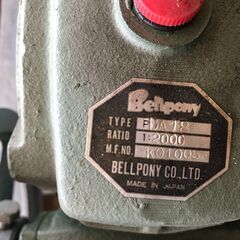 Bellpony
TYPE
RATIO 1:2000
M.F.NO. K01005
BELLPONY CO.,LTD.
MADE IN JAPAN